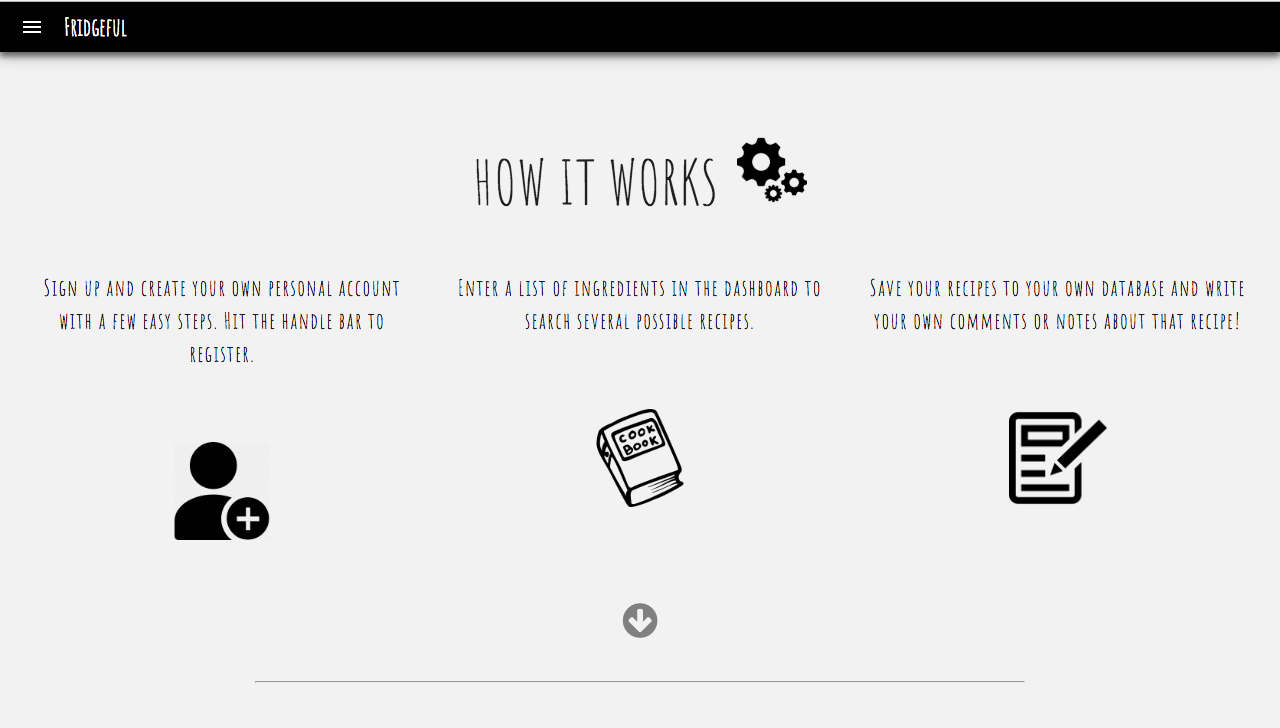 Fridgeful
HOW IT WORKS
Sign up and create your own personal account
with a few easy steps. Hit the handle bar to
register.
Enter a list of ingredients in the dashboard to
search several possible recipes.
Save your recipes to your own database and write
your own comments or notes about that recipe!
COOK
BOOK